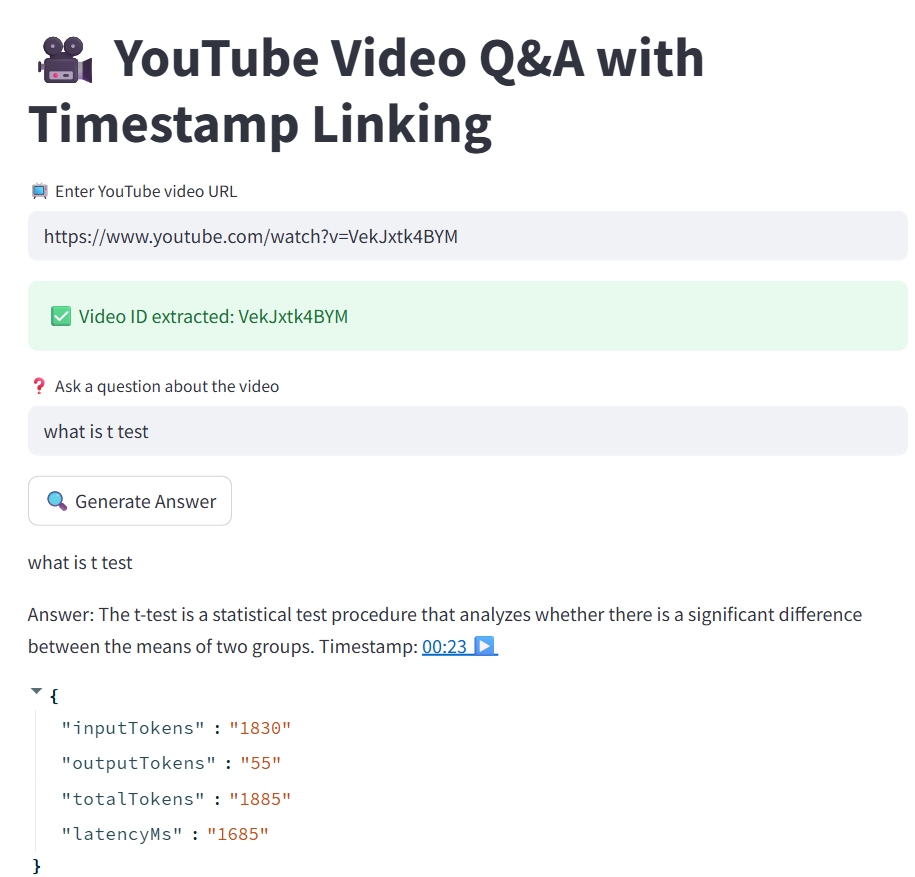 YouTube Video Q&A with
Timestamp Linking
Enter YouTube video URL
https://www.youtube.com/watch?v=VekJxtk4BYM
Video ID extracted: VekJxtk4BYM
Ask a question about the video
what is t test
Generate Answer
what is t test
Answer: The t-test is a statistical test procedure that analyzes whether there is a significant difference
between the means of two groups. Timestamp: 00:23
{
"inputTokens" : "1830"
"outputTokens" : "55"
"totalTokens" : "1885"
"latencyMs" : "1685"
}